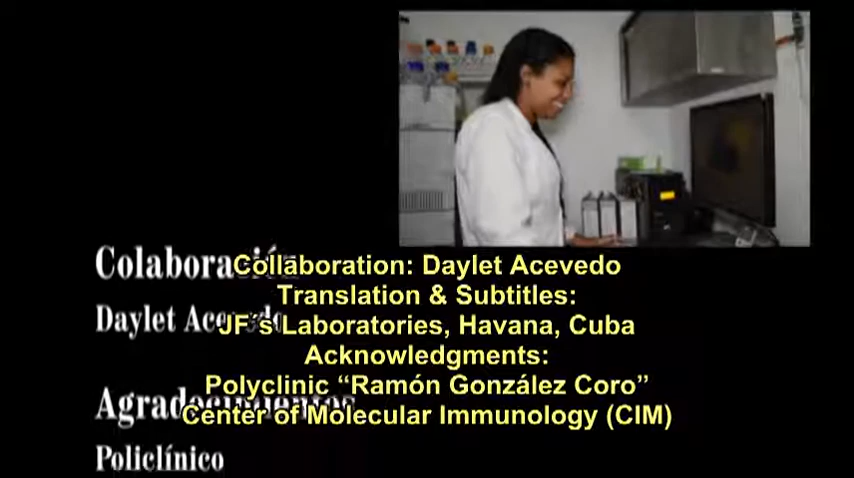 Colaboración
Daylet Acevedo
Agradecimientos
Policlínico
Collaboration: Daylet Acevedo
Translation & Subtitles:
JF´s Laboratories, Havana, Cuba
Acknowledgments:
Polyclinic “Ramón González Coro”
Center of Molecular Immunology (CIM)